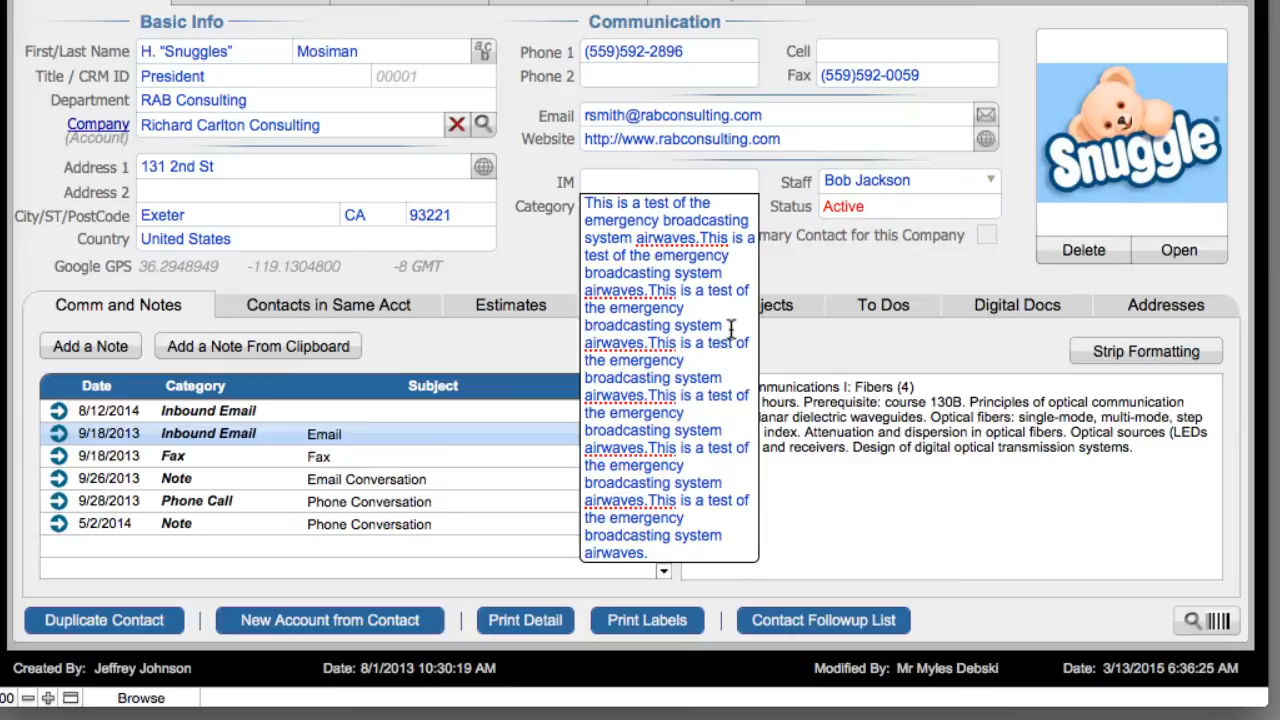 Basic Info
Communication
First/Last Name H. “Snuggles” Mosiman
Phone 1 (559)592-2896 Cell
Title / CRM ID President 00001
Phone 2 Fax (559)592-0059
Department RAB Consulting
Email rsmith@rabconsulting.com
Company Richard Carlton Consulting
(Account)
Website http://www.rabconsulting.com
Snuggle
Address 1 131 2nd St
IM Staff Bob Jackson
Address 2
Category Status Active
City/ST/PostCode Exeter CA 93221
Country United States
mary Contact for this Company
Delete Open
Google GPS 36.2948949 -119.1304800 -8 GMT
This is a test of the
emergency broadcasting
system airwaves.This is a
test of the emergency
broadcasting system
airwaves.This is a test of
the emergency
broadcasting system
airwaves.This is a test of
the emergency
broadcasting system
airwaves.This is a test of
the emergency
broadcasting system
airwaves.This is a test of
the emergency
broadcasting system
airwaves.This is a test of
the emergency
broadcasting system
airwaves.
Comm and Notes Contacts in Same Acct Estimates jects To Dos Digital Docs Addresses
Add a Note Add a Note From Clipboard
Strip Formatting
Date Category Subject
8/12/2014 Inbound Email
9/18/2013 Inbound Email Email
9/18/2013 Fax Fax
9/26/2013 Note Email Conversation
9/28/2013 Phone Call Phone Conversation
5/2/2014 Note Phone Conversation
mmunications I: Fibers (4)
hours. Prerequisite: course 130B. Principles of optical communication
lanar dielectric waveguides. Optical fibers: single-mode, multi-mode, step
index. Attenuation and dispersion in optical fibers. Optical sources (LEDs
and receivers. Design of digital optical transmission systems.
Duplicate Contact | New Account from Contact | Print Detail Print Labels | Contact Followup List
Created By: Jeffrey Johnson Date: 8/1/2013 10:30:19 AM Modified By: Mr Myles Debski Date: 3/13/2015 6:36:25 AM
00 Browse